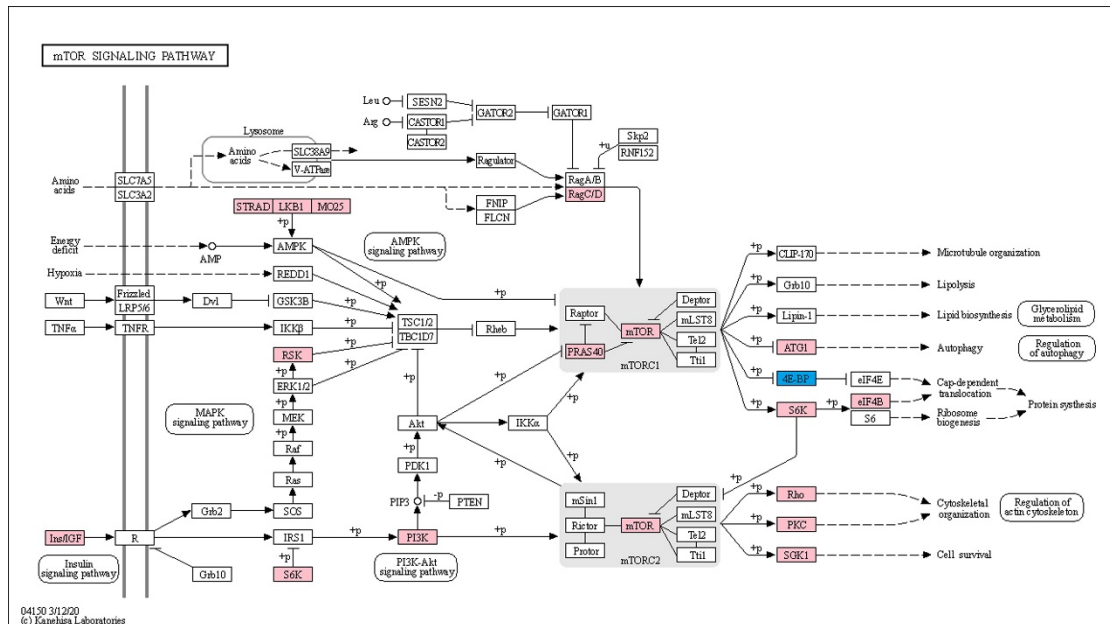 mTOR SIGNALING PATHWAY
Leu
SESN2
GATOR2
GATOR1
Arg
CASTOR1
CASTOR2
Skp2
RNF152
+u
Lysosome
Amino acids
SLC38A9
V-ATPase
Ragulator
RagA/B
RagC/D
Amino acids
SLC7A5
SLC3A2
FNIP
FLCN
STRAD
LKB1
MO25
+p
Energy deficit
AMP
AMPK
AMPK signaling pathway
Hypoxia
REDD1
+p
+p
Wnt
Frizzled
LRP5/6
Dvl
GSK3B
+p
TNFα
TNFR
IKKβ
+p
TSC1/2
TBC1D7
Rheb
Raptor
mTOR
Deptor
mLST8
Tel2
Tti1
PRAS40
mTORC1
RSK
+p
+p
ERK1/2
+p
+p
MEK
+p
Raf
Ras
SOS
MAPK signaling pathway
+p
+p
Akt
IKKα
+p
+p
+p
+p
PDK1
PIP3
-p
PTEN
Grb2
Ins/IGF
R
IRS1
+p
PI3K
+p
Insulin signaling pathway
Grb10
+p
S6K
PI3K-Akt signaling pathway
mSin1
Rictor
Protor
mTOR
Deptor
mLST8
Tel2
Tti1
mTORC2
+p
CLIP-170
Microtubule organization
+p
Grb10
Lipolysis
+p
Lipin-1
Lipid biosynthesis
Glycerolipid metabolism
+p
ATG1
Autophagy
Regulation of autophagy
+p
4E-BP
eIF4E
Cap-dependent translocation
+p
S6K
+p
eIF4B
S6
Ribosome biogenesis
Protein systhesis
+p
+p
Rho
+p
PKC
Cytoskeletal organization
Regulation of actin cytoskeleton
+p
SGK1
Cell survival
04150 3/12/20
(c) Kanehisa Laboratories